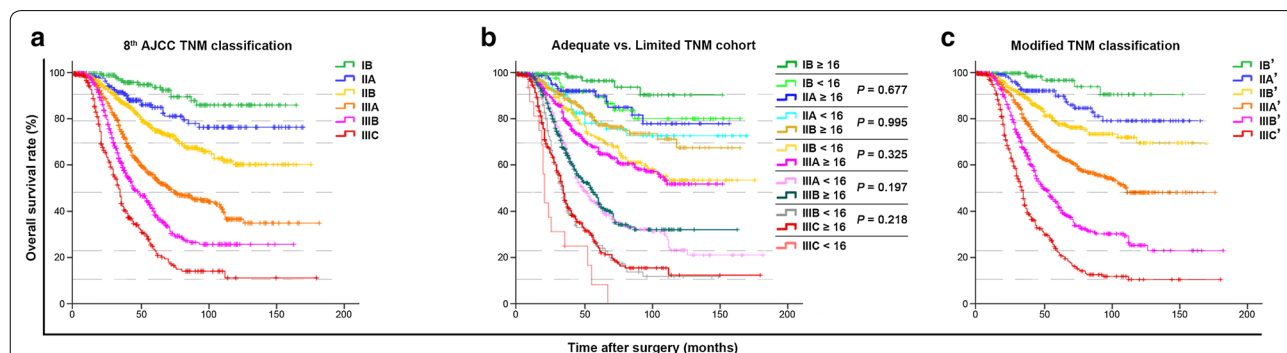 a
8th AJCC TNM classification
IB
IIA
IIB
IIIA
IIIB
IIIC
Overall survival rate (%)
100
80
60
40
20
0
0 50 100 150 200
b
Adequate vs. Limited TNM cohort
IB ≥ 16
IB < 16
IIA ≥ 16
P = 0.677
IIA < 16
IIB ≥ 16
P = 0.995
IIB < 16
IIIA ≥ 16
P = 0.325
IIIA < 16
IIIB ≥ 16
P = 0.197
IIIB < 16
IIIC ≥ 16
P = 0.218
IIIC < 16
100
80
60
40
20
0
0 50 100 150 200
c
Modified TNM classification
IB'
IIA'
IIB'
IIIA'
IIIB'
IIIC'
100
80
60
40
20
0
0 50 100 150 200
Time after surgery (months)